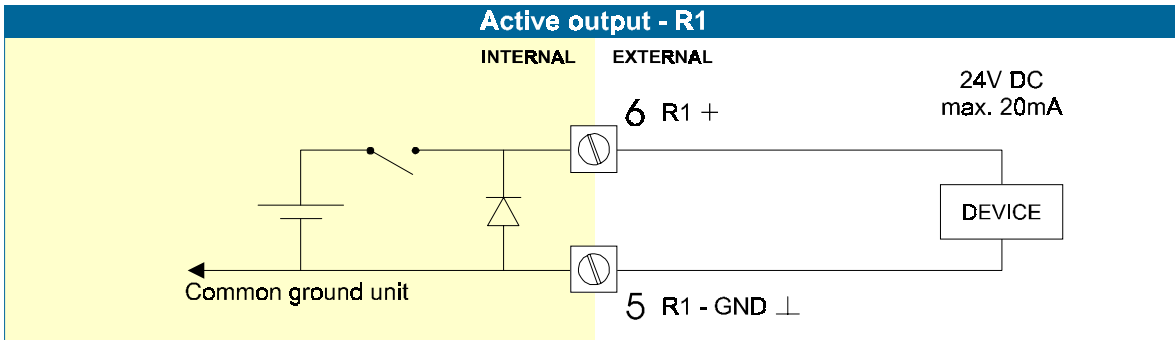 Active output - R1
INTERNAL EXTERNAL
24V DC
max. 20mA
6 R1 +
DEVICE
Common ground unit
5 R1 - GND ⊥